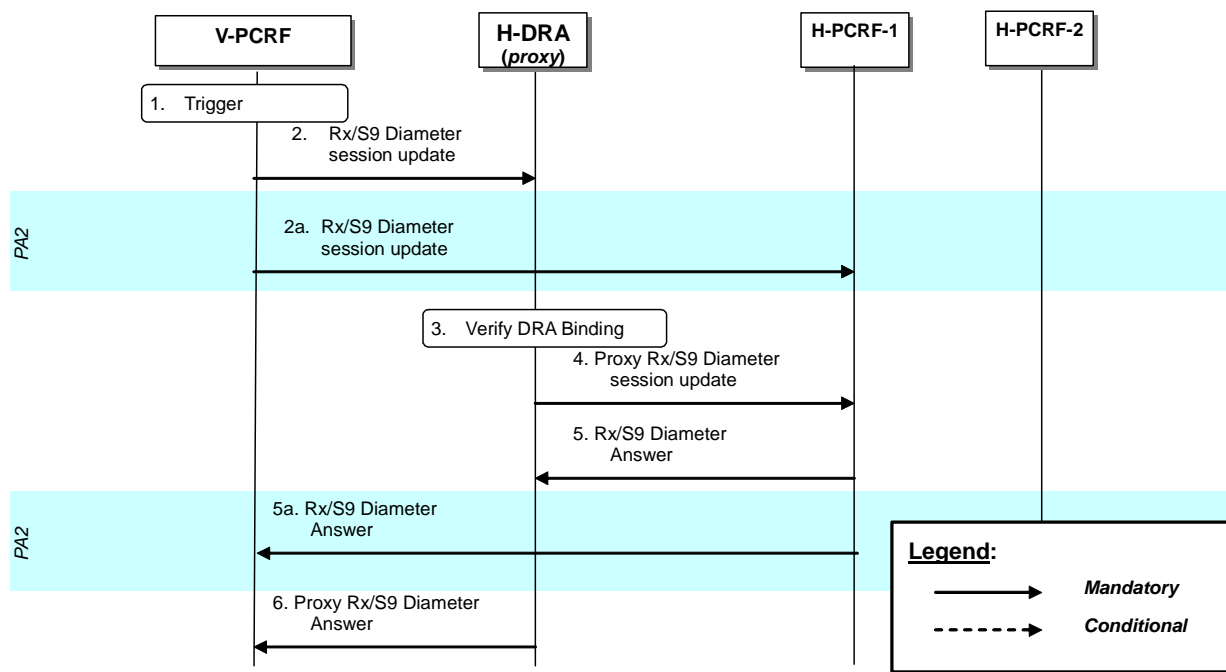 V-PCRF
H-DRA
(proxy)
H-PCRF-1
H-PCRF-2
1. Trigger
2. Rx/S9 Diameter
session update
PA2
2a. Rx/S9 Diameter
session update
3. Verify DRA Binding
4. Proxy Rx/S9 Diameter
session update
5. Rx/S9 Diameter
Answer
PA2
5a. Rx/S9 Diameter
Answer
6. Proxy Rx/S9 Diameter
Answer
Legend:
Mandatory
Conditional